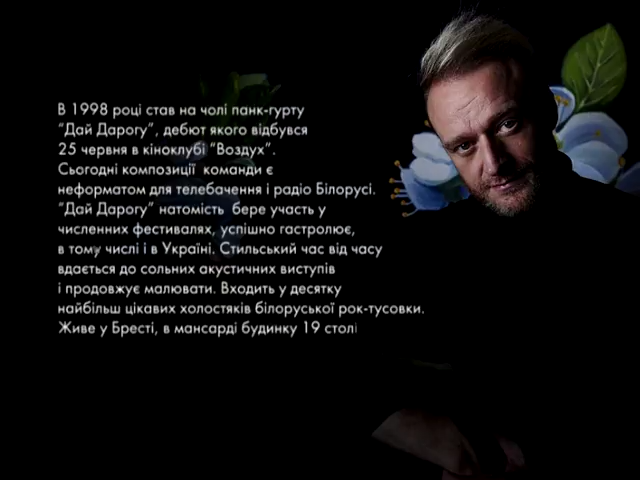 В 1998 році став на чолі панк-гурту
“Дай Дарогу”, дебют якого відбувся
25 червня в кіноклубі “Воздух”.
Сьогодні композиції команди є
неформатом для телебачення і радіо Білорусі.
“Дай Дарогу” натомість бере участь у
численних фестивалях, успішно гастролює,
в тому числі і в Україні. Стильський час від часу
вдається до сольних акустичних виступів
і продовжує малювати. Входить у десятку
найбільш цікавих холостяків білоруської рок-тусовки.
Живе у Бресті, в мансарді будинку 19 столі